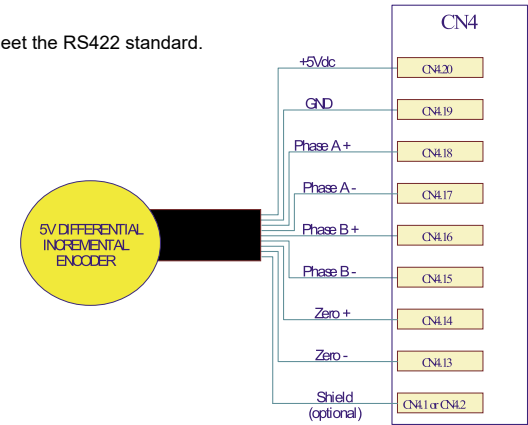 CN4
eet the RS422 standard.
+5Vdc
CN4.20
GND
CN4.19
Phase A +
CN4.18
Phase A -
CN4.17
Phase B +
CN4.16
Phase B -
CN4.15
Zero +
CN4.14
Zero -
CN4.13
Shield
(optional)
CN4.1 or CN4.2
5V DIFFERENTIAL
INCREMENTAL
ENCODER